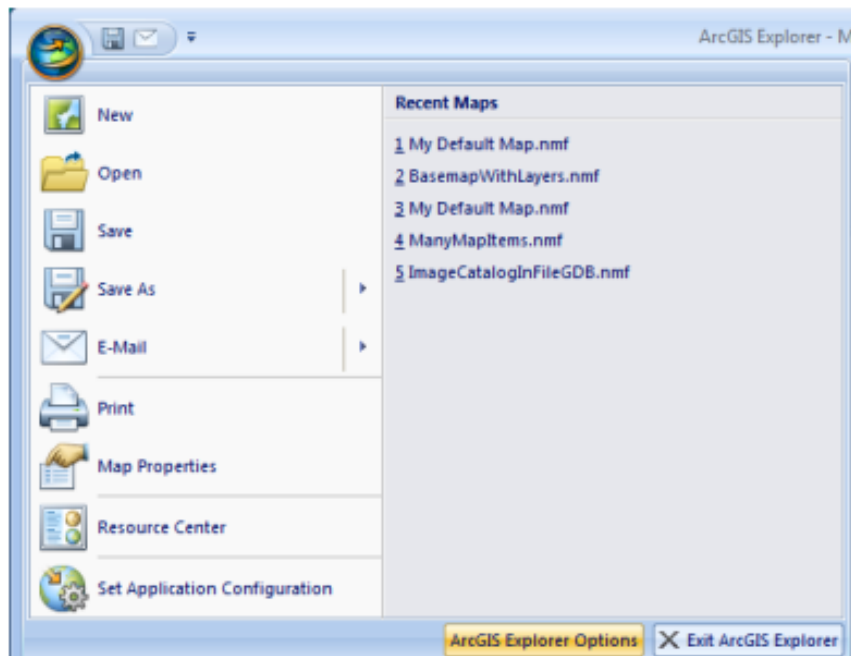 ArcGIS Explorer - M
New
Open
Save
Save As
E-Mail
Print
Map Properties
Resource Center
Set Application Configuration
Recent Maps
1 My Default Map.nmf
2 BasemapWithLayers.nmf
3 My Default Map.nmf
4 ManyMapItems.nmf
5 ImageCatalogInFileGDB.nmf
ArcGIS Explorer Options
Exit ArcGIS Explorer